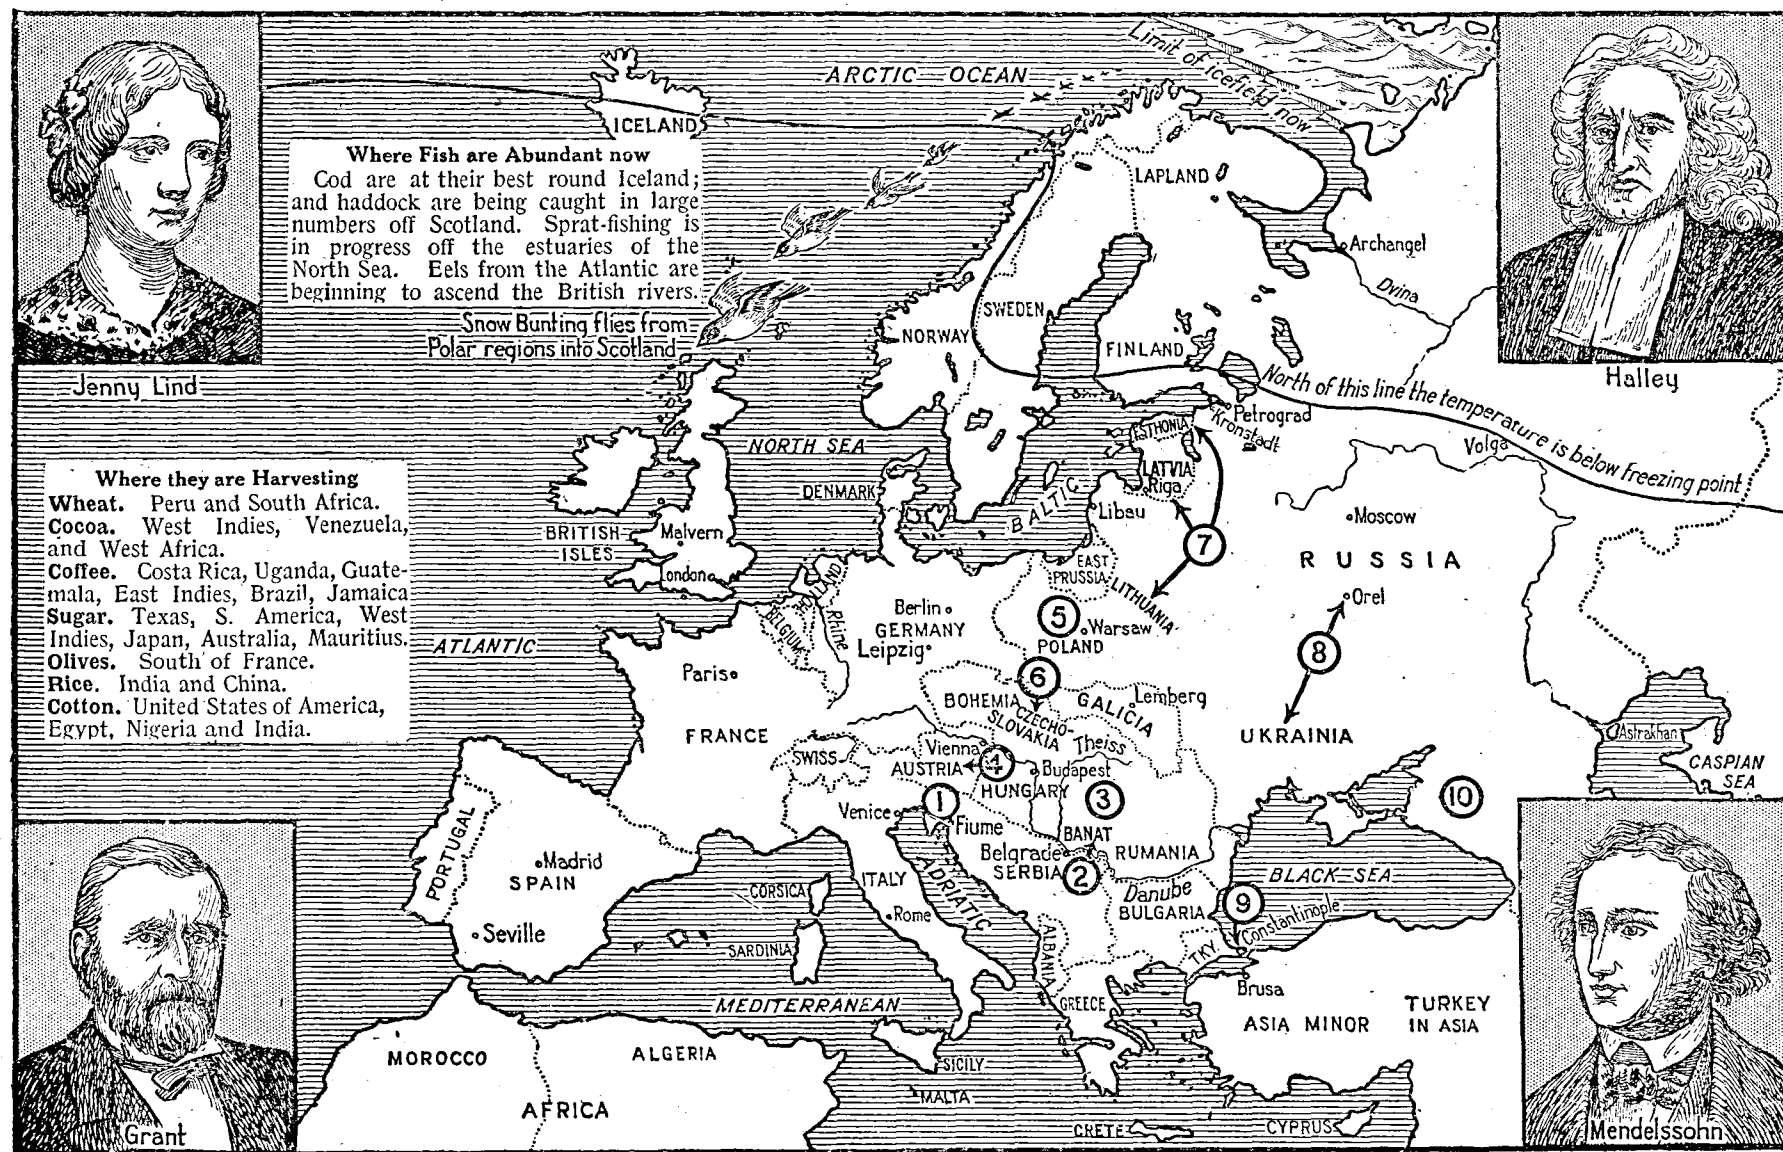 Jenny Lind
ARCTIC OCEAN
Limit of icefield now
ICELAND
Where Fish are Abundant now
Cod are at their best round Iceland;
and haddock are being caught in large
numbers off Scotland. Sprat-fishing is
in progress off the estuaries of the
North Sea. Eels from the Atlantic are
beginning to ascend the British rivers.
Snow Bunting flies from
Polar regions into Scotland
LAPLAND
Archangel
Dvina
Halley
NORWAY
SWEDEN
FINLAND
North of this line the temperature is below freezing point
Petrograd
Kronstadt
Volga
ESTHONIA
NORTH SEA
Where they are Harvesting
Wheat. Peru and South Africa.
Cocoa. West Indies, Venezuela,
and West Africa.
Coffee. Costa Rica, Uganda, Guate-
mala, East Indies, Brazil, Jamaica
Sugar. Texas, S. America, West
Indies, Japan, Australia, Mauritius.
Olives. South of France.
Rice. India and China.
Cotton. United States of America,
Egypt, Nigeria and India.
LATVIA
Riga
DENMARK
BALTIC
Libau
Moscow
BRITISH
ISLES
Malvern
London
7
RUSSIA
EAST
PRUSSIA
LITHUANIA
HOLLAND
BELGIUM
Rhine
Berlin
GERMANY
Leipzig
5
Warsaw
POLAND
Orel
8
ATLANTIC
Paris
6
BOHEMIA
CZECHO-
SLOVAKIA
GALICIA
Lemberg
FRANCE
UKRAINIA
Astrakhan
CASPIAN
SEA
SWISS
Vienna
AUSTRIA
4
Theiss
Budapest
HUNGARY
1
3
10
Venice
Fiume
BANAT
PORTUGAL
Madrid
SPAIN
Seville
Belgrade
SERBIA
2
RUMANIA
BLACK SEA
CORSICA
ITALY
ADRIATIC
Danube
BULGARIA
9
Constantinople
Rome
SARDINIA
ALBANIA
TKY.
MEDITERRANEAN
GREECE
Brusa
ASIA MINOR
TURKEY
IN ASIA
MOROCCO
ALGERIA
SICILY
MALTA
AFRICA
CRETE
CYPRUS
Grant
Mendelssohn